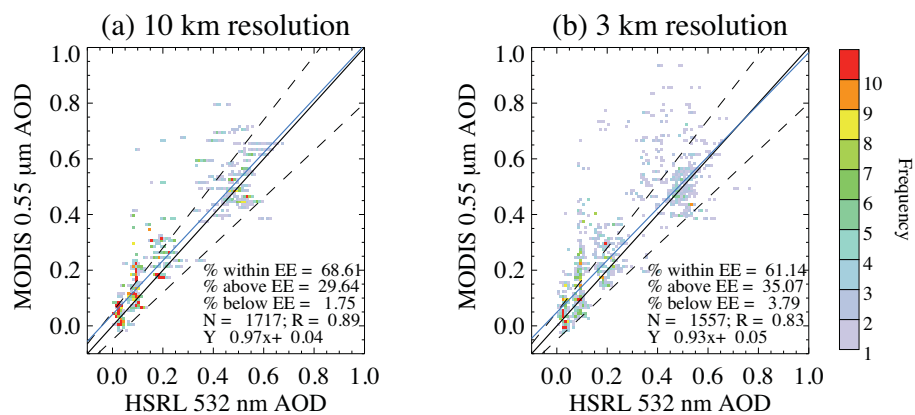 (a) 10 km resolution
1.0
0.8
0.6
0.4
0.2
0.0
MODIS 0.55 µm AOD
% within EE = 68.61
% above EE = 29.64
% below EE = 1.75
N = 1717; R = 0.89
Y 0.97x+ 0.04
0.0 0.2 0.4 0.6 0.8 1.0
HSRL 532 nm AOD
(b) 3 km resolution
1.0
0.8
0.6
0.4
0.2
0.0
MODIS 0.55 µm AOD
% within EE = 61.14
% above EE = 35.07
% below EE = 3.79
N = 1557; R = 0.83
Y 0.93x+ 0.05
0.0 0.2 0.4 0.6 0.8 1.0
HSRL 532 nm AOD
10
9
8
7
6
5
4
3
2
1
Frequency